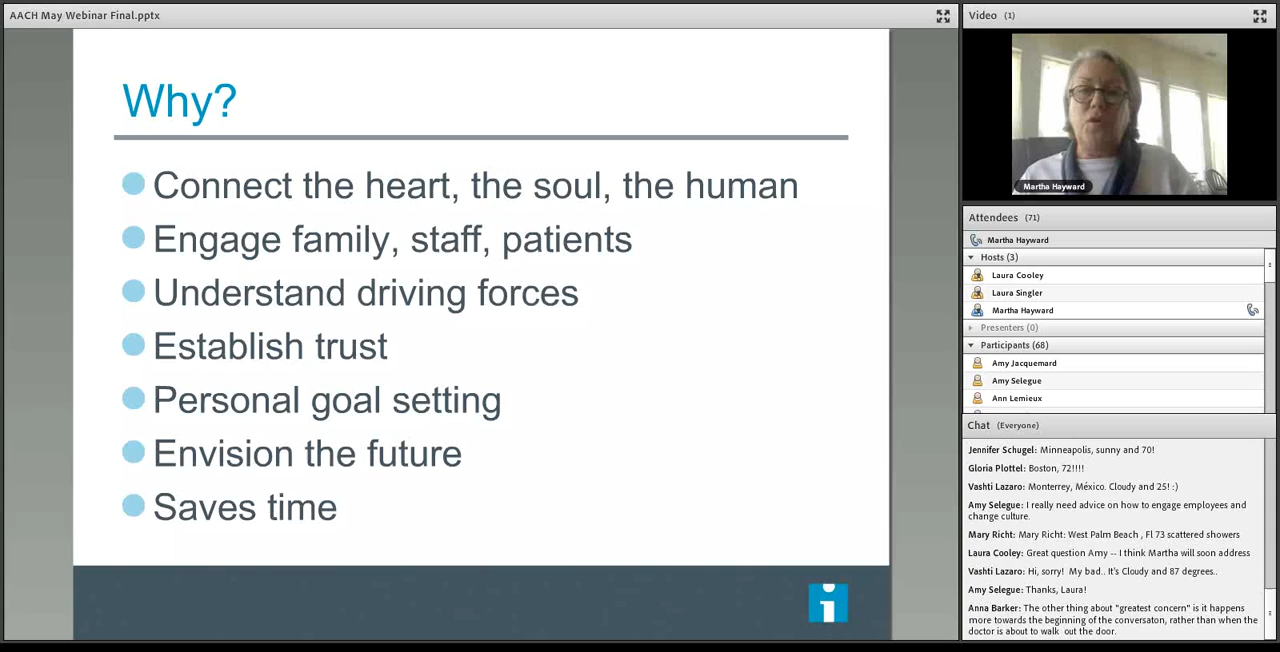 AACH May Webinar Final.pptx
Why?
Connect the heart, the soul, the human
Engage family, staff, patients
Understand driving forces
Establish trust
Personal goal setting
Envision the future
Saves time
Video (1)
Martha Hayward
Attendees (71)
Martha Hayward
Hosts (3)
Laura Cooley
Laura Singler
Martha Hayward
Presenters (0)
Participants (68)
Amy Jacquemard
Amy Selegue
Ann Lemieux
Chat (Everyone)
Jennifer Schugel: Minneapolis, sunny and 70!
Gloria Plottel: Boston, 72!!!!
Vashti Lazaro: Monterrey, México. Cloudy and 25! :)
Amy Selegue: I really need advice on how to engage employees and
change culture.
Mary Richt: Mary Richt: West Palm Beach , Fl 73 scattered showers
Laura Cooley: Great question Amy -- I think Martha will soon address
Vashti Lazaro: Hi, sorry! My bad.. It's Cloudy and 87 degrees..
Amy Selegue: Thanks, Laura!
Anna Barker: The other thing about "greatest concern" is it happens
more towards the beginning of the conversaton, rather than when the
doctor is about to walk out the door.